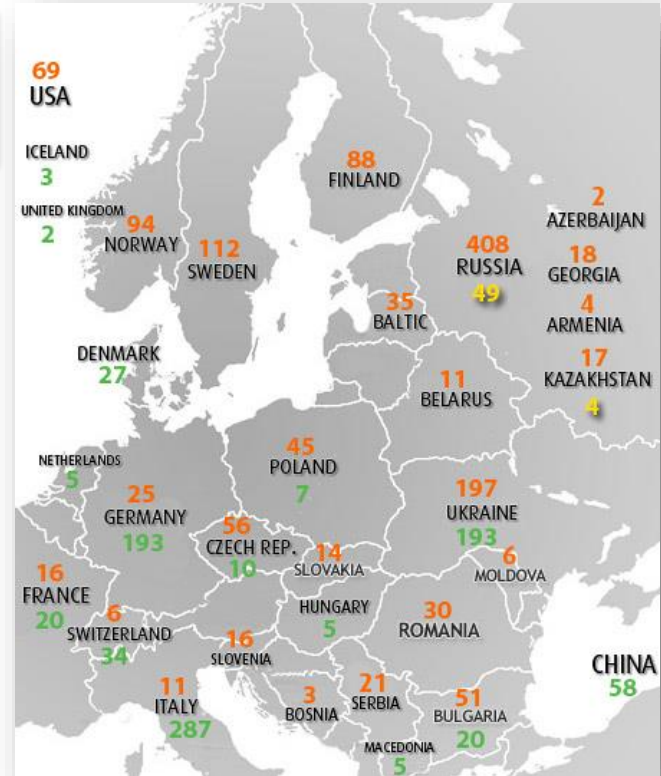 69
USA
ICELAND
3
UNITED KINGDOM
2
94
NORWAY
112
SWEDEN
88
FINLAND
408
RUSSIA
49
2
AZERBAIJAN
18
GEORGIA
4
ARMENIA
17
KAZAKHSTAN
4
35
BALTIC
DENMARK
27
11
BELARUS
NETHERLANDS
5
25
GERMANY
193
45
POLAND
7
197
UKRAINE
193
56
CZECH REP.
10
14
SLOVAKIA
6
MOLDOVA
16
FRANCE
20
6
SWITZERLAND
34
HUNGARY
5
30
ROMANIA
16
SLOVENIA
CHINA
58
11
ITALY
287
3
BOSNIA
21
SERBIA
51
BULGARIA
20
MACEDONIA
5